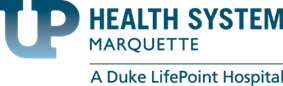 UP HEALTH SYSTEM
MARQUETTE
A Duke LifePoint Hospital